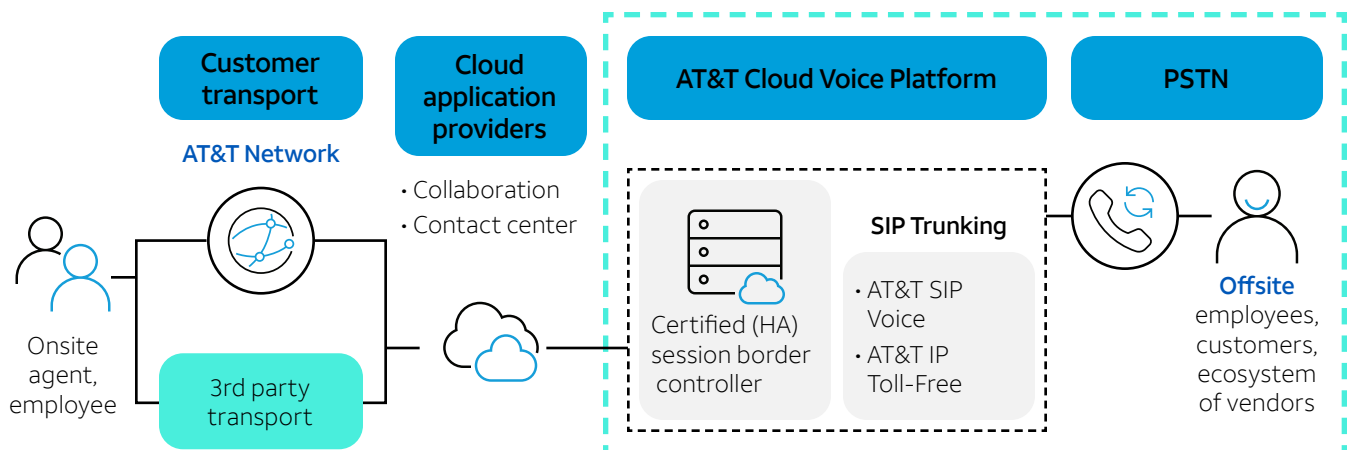 Customer
transport
Cloud
application
providers
AT&T Cloud Voice Platform
PSTN
AT&T Network
• Collaboration
• Contact center
Onsite
agent,
employee
3rd party
transport
Certified (HA)
session border
controller
SIP Trunking
• AT&T SIP
Voice
• AT&T IP
Toll-Free
Offsite
employees,
customers,
ecosystem
of vendors